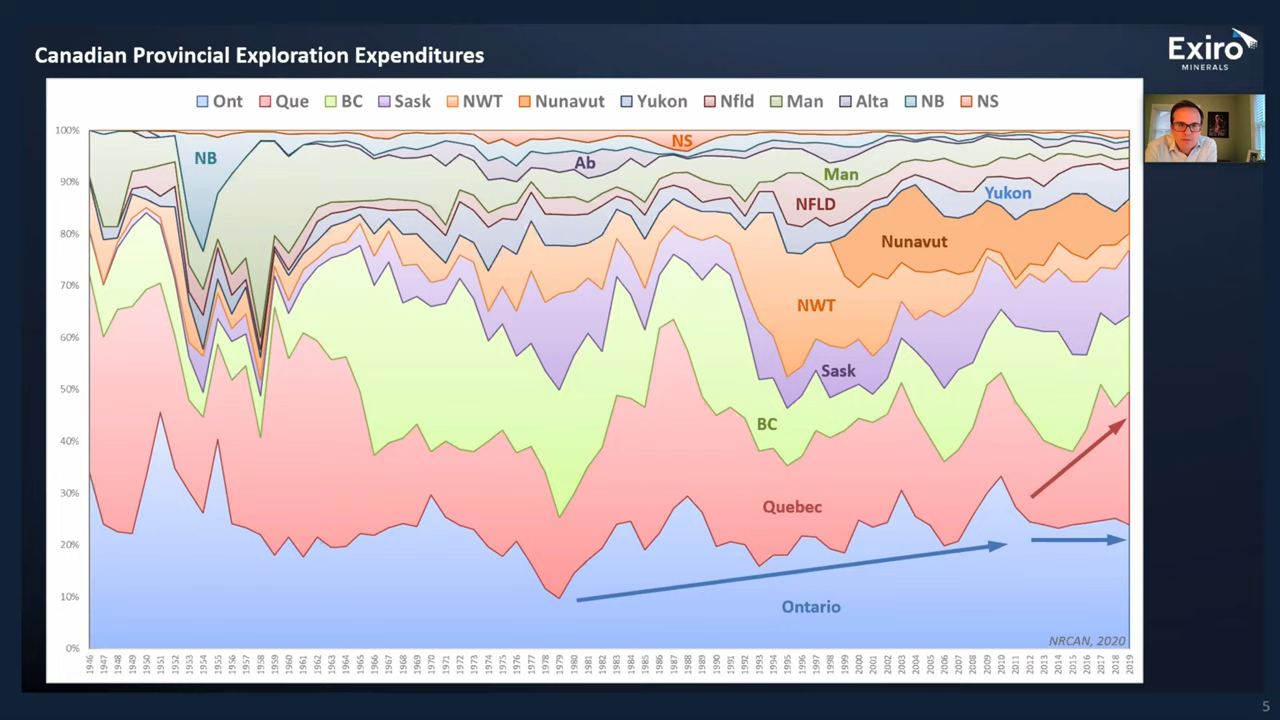 Canadian Provincial Exploration Expenditures
Exiro
MINERALS
Ont Que BC Sask NWT Nunavut Yukon Nfld Man Alta NB NS
100%
90%
80%
70%
60%
50%
40%
30%
20%
10%
0%
NS
NB
Ab
Man
Yukon
NFLD
Nunavut
NWT
Sask
BC
Quebec
Ontario
NRCAN, 2020
1946 1947 1948 1949 1950 1951 1952 1953 1954 1955 1956 1957 1958 1959 1960 1961 1962 1963 1964 1965 1966 1967 1968 1969 1970 1971 1972 1973 1974 1975 1976 1977 1978 1979 1980 1981 1982 1983 1984 1985 1986 1987 1988 1989 1990 1991 1992 1993 1994 1995 1996 1997 1998 1999 2000 2001 2002 2003 2004 2005 2006 2007 2008 2009 2010 2011 2012 2013 2014 2015 2016 2017 2018 2019
5